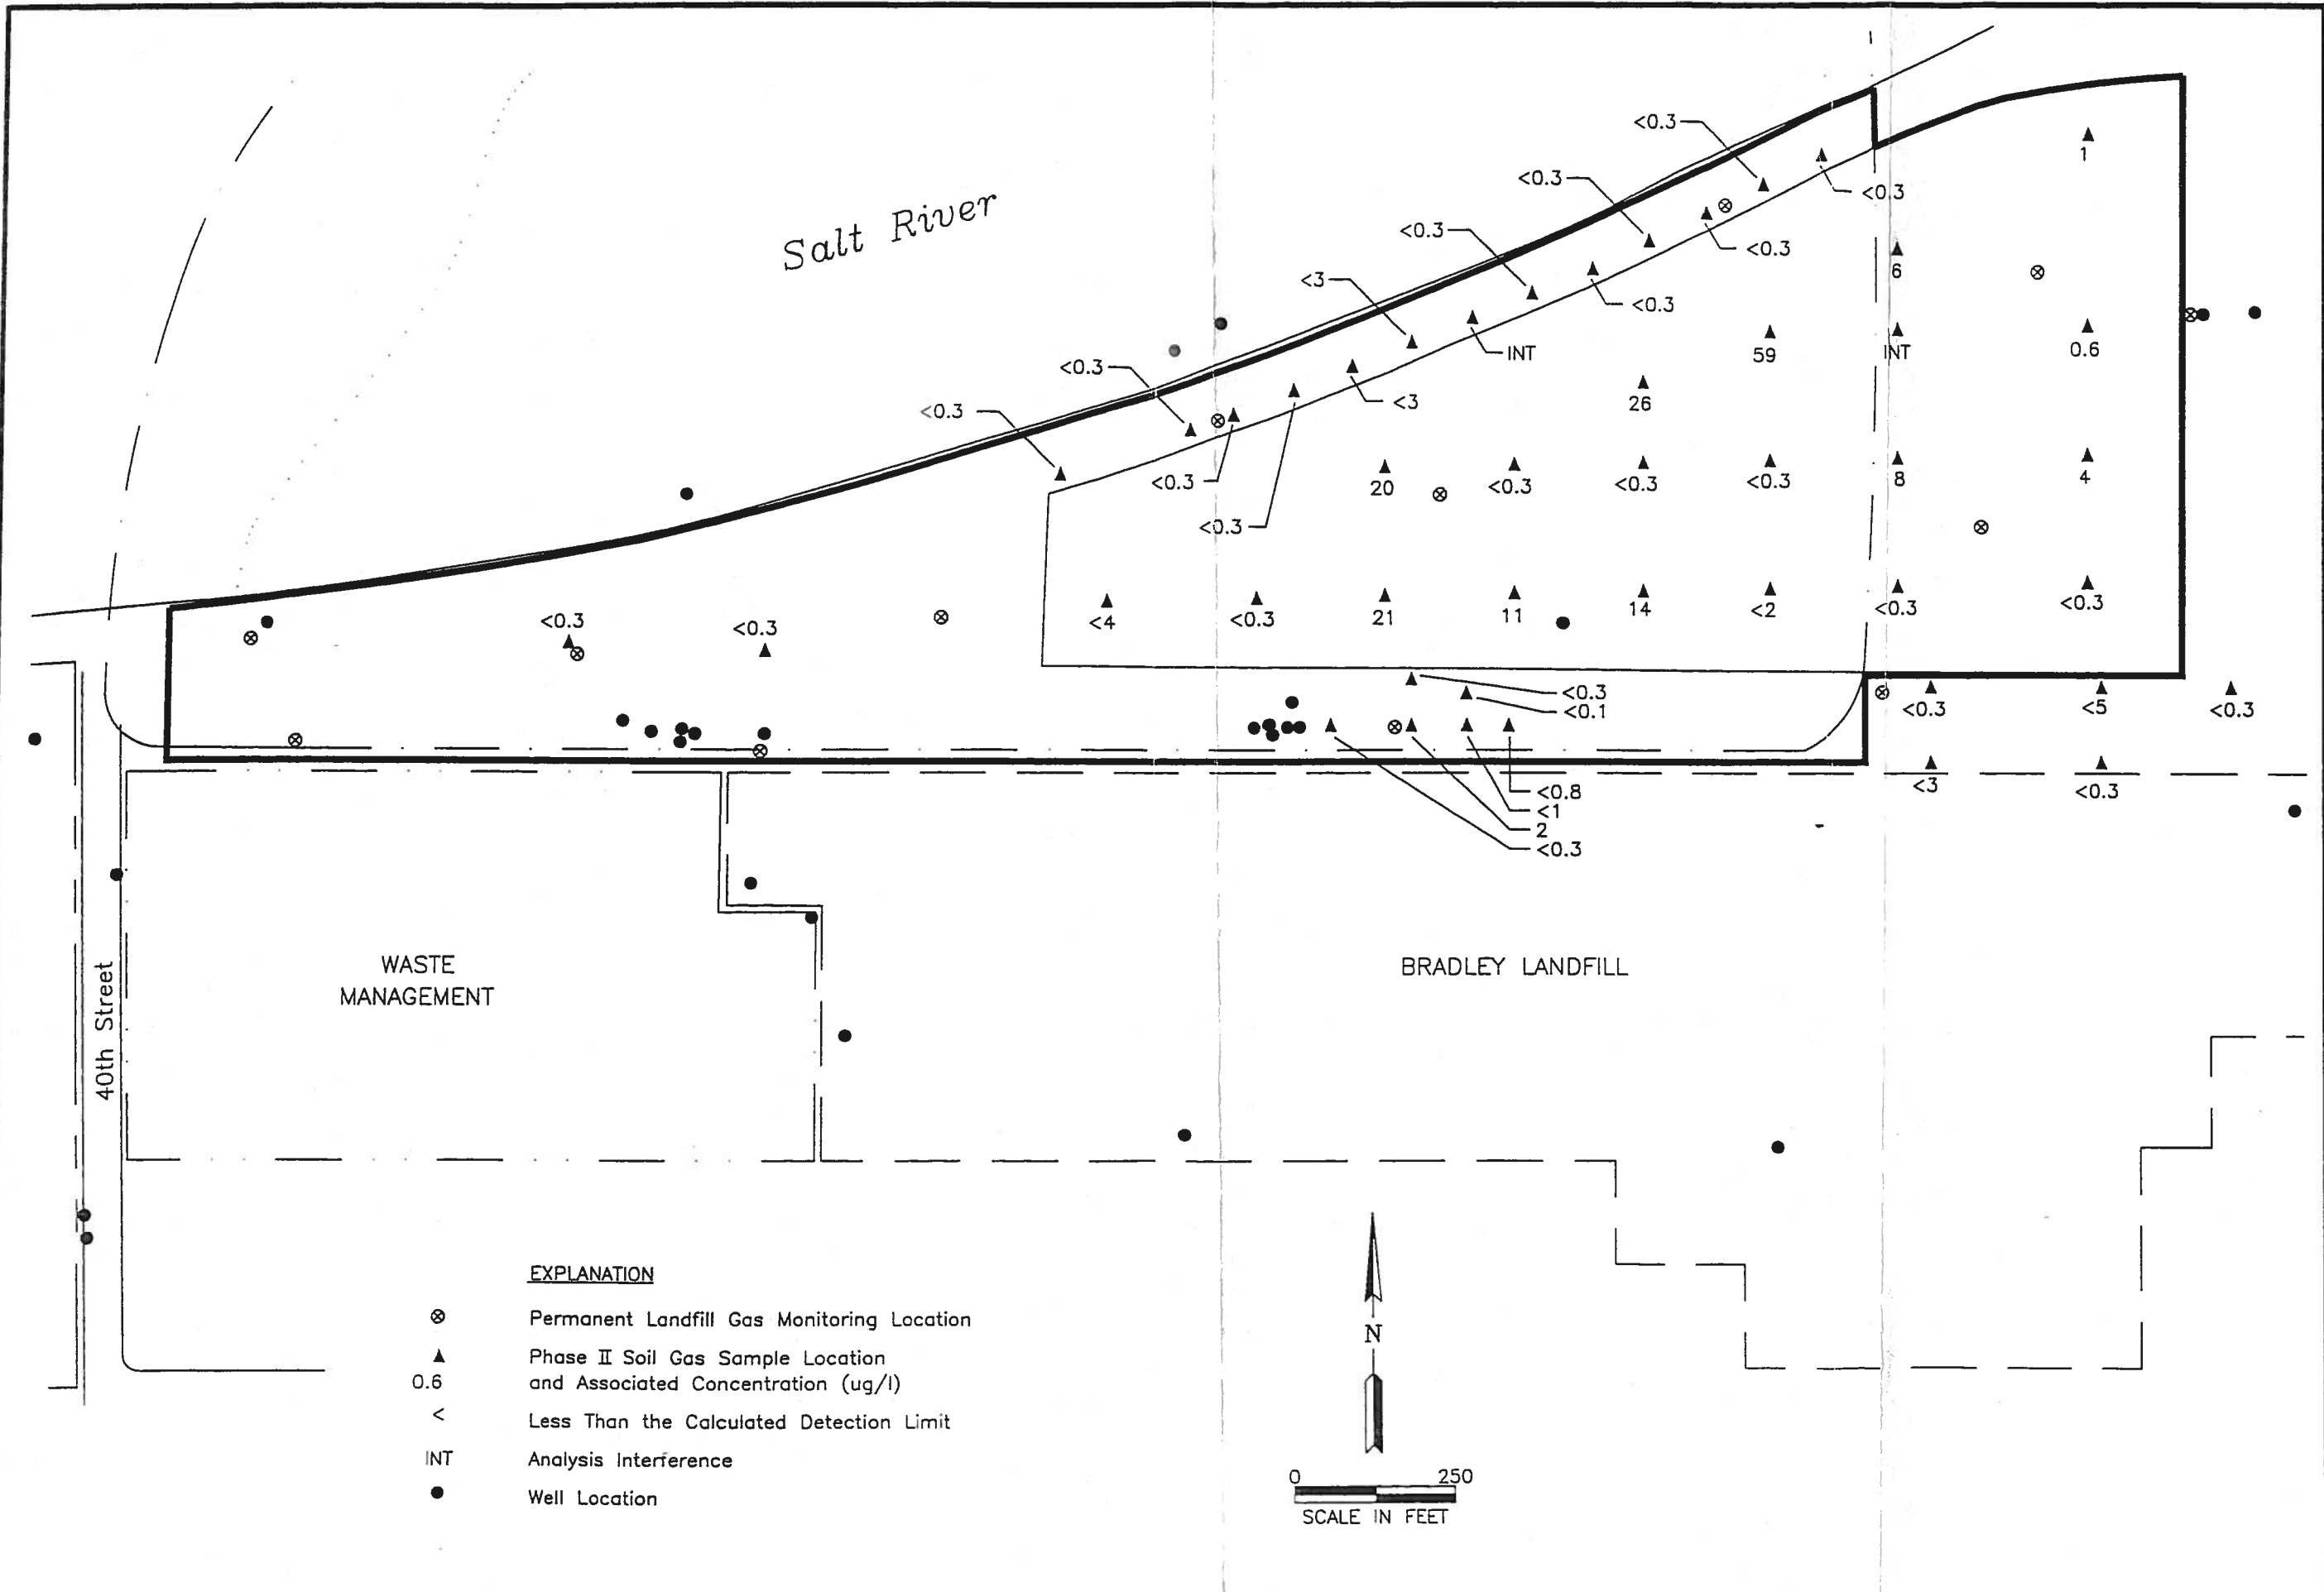 <0.3
1
<0.3
<0.3
Salt River
<0.3
<0.3
6
<3
<0.3
INT
59
INT
0.6
<0.3
<3
26
<0.3
<0.3
20
<0.3
<0.3
<0.3
8
4
<0.3
<0.3
<0.3
<4
<0.3
21
11
14
<2
<0.3
<0.3
<0.3
<0.3
<0.1
<0.3
<5
<0.3
<0.8
<1
2
<0.3
<3
<0.3
WASTE
MANAGEMENT
BRADLEY LANDFILL
40th Street
EXPLANATION
Permanent Landfill Gas Monitoring Location
Phase II Soil Gas Sample Location
0.6 and Associated Concentration (ug/l)
< Less Than the Calculated Detection Limit
INT Analysis Interference
Well Location
N
0 250
SCALE IN FEET